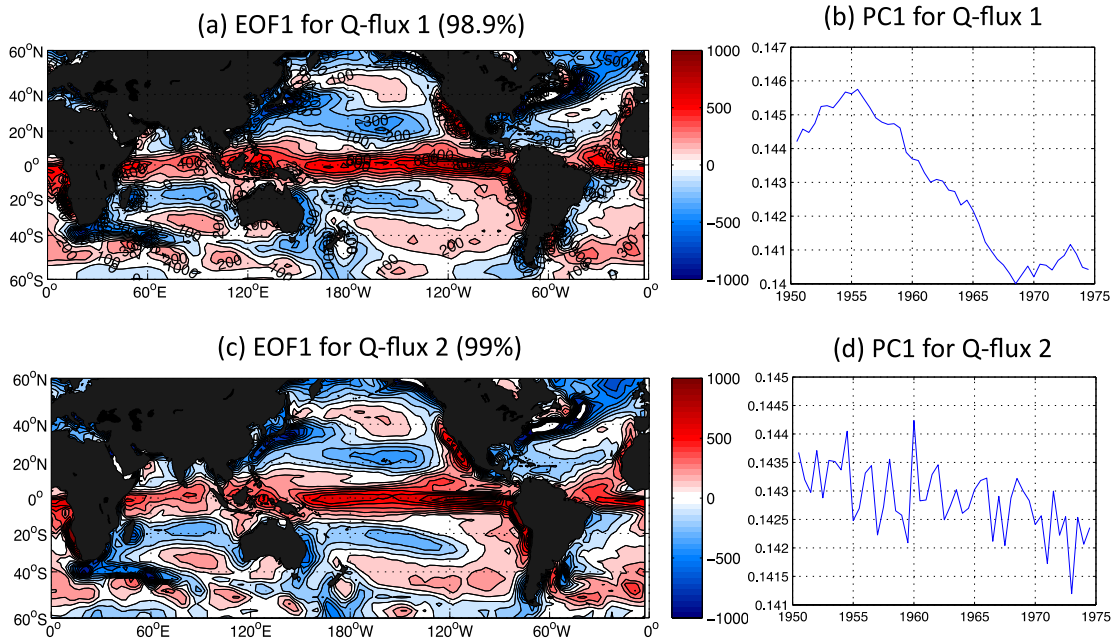 (a) EOF1 for Q-flux 1 (98.9%)
(b) PC1 for Q-flux 1
60°N
40°N
20°N
0°
20°S
40°S
60°S
0°
60°E
120°E
180°W
120°W
60°W
0°
1000
500
0
-500
-1000
0.147
0.146
0.145
0.144
0.143
0.142
0.141
0.14
1950
1955
1960
1965
1970
1975
(c) EOF1 for Q-flux 2 (99%)
(d) PC1 for Q-flux 2
60°N
40°N
20°N
0°
20°S
40°S
60°S
0°
60°E
120°E
180°W
120°W
60°W
0°
1000
500
0
-500
-1000
0.145
0.1445
0.144
0.1435
0.143
0.1425
0.142
0.1415
0.141
1950
1955
1960
1965
1970
1975